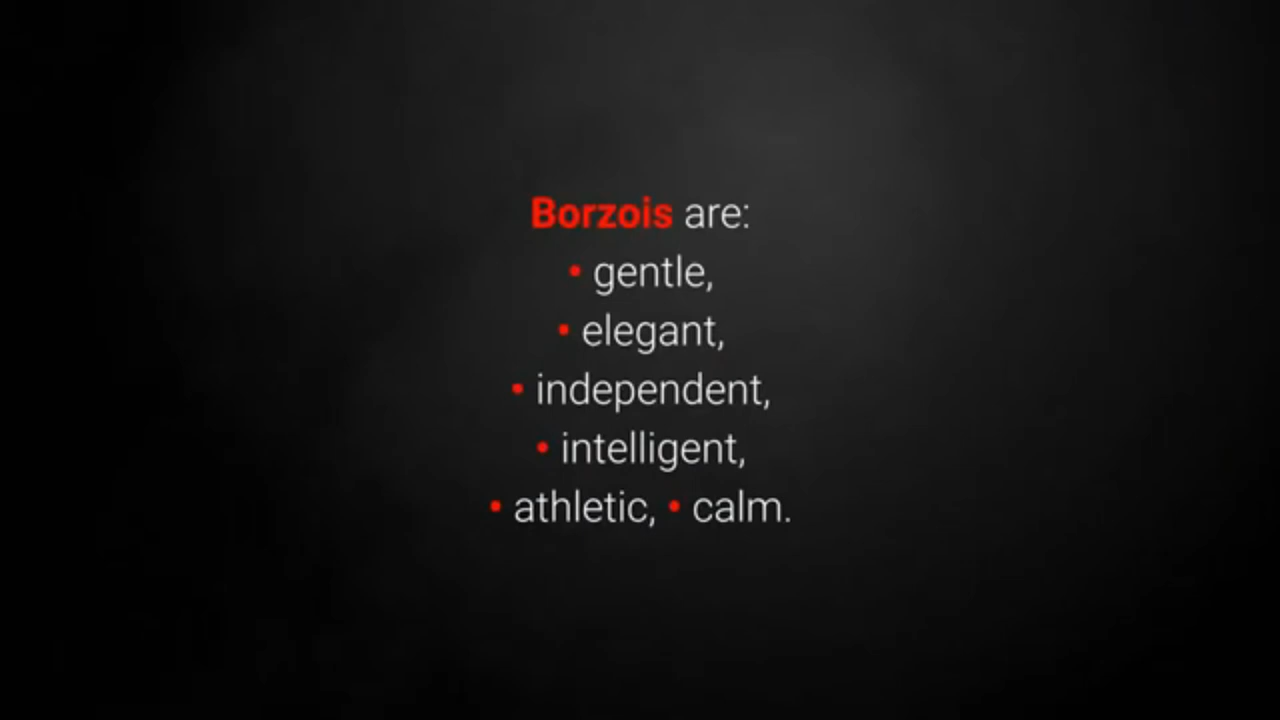 Borzois are:
• gentle,
• elegant,
• independent,
• intelligent,
• athletic, • calm.